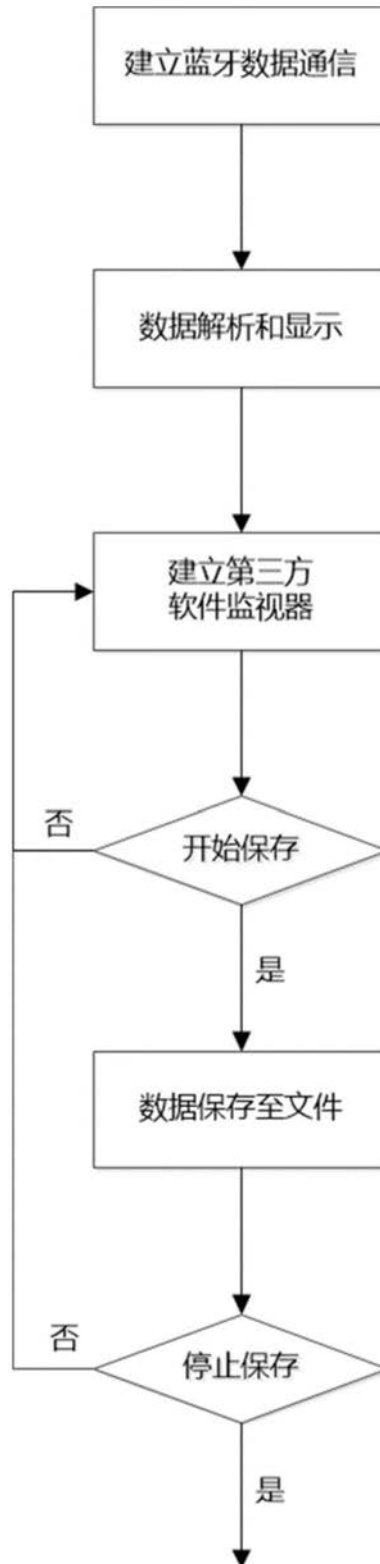 建立蓝牙数据通信
数据解析和显示
建立第三方
软件监视器
否
开始保存
是
数据保存至文件
否
停止保存
是